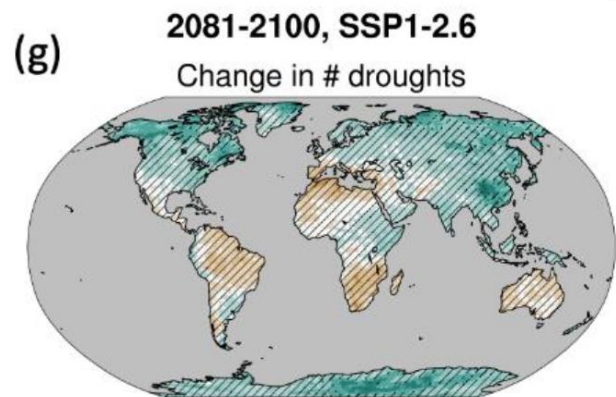 2081-2100, SSP1-2.6
(g)
Change in # droughts